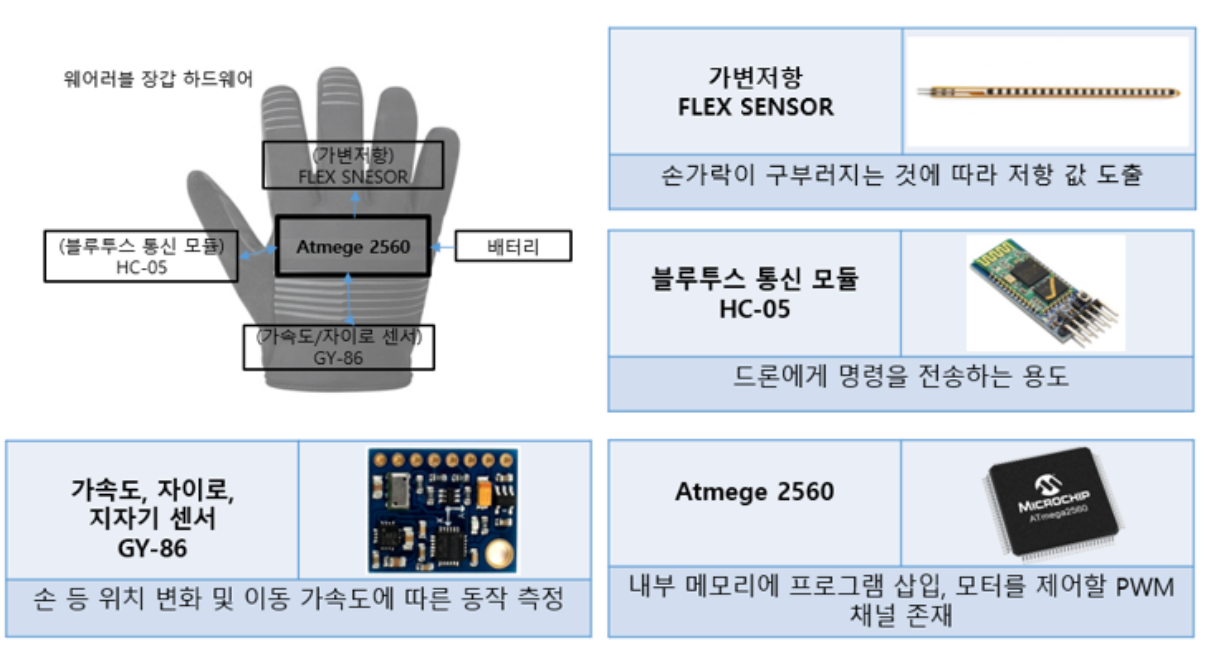 웨어러블 장갑 하드웨어
(가변저항)
FLEX SNESOR
(블루투스 통신 모듈)
HC-05
Atmege 2560
배터리
(가속도/자이로 센서)
GY-86
가변저항
FLEX SENSOR
손가락이 구부러지는 것에 따라 저항 값 도출
블루투스 통신 모듈
HC-05
드론에게 명령을 전송하는 용도
가속도, 자이로,
지자기 센서
GY-86
손 등 위치 변화 및 이동 가속도에 따른 동작 측정
Atmege 2560
MICROCHIP
ATmega2560
내부 메모리에 프로그램 삽입, 모터를 제어할 PWM
채널 존재